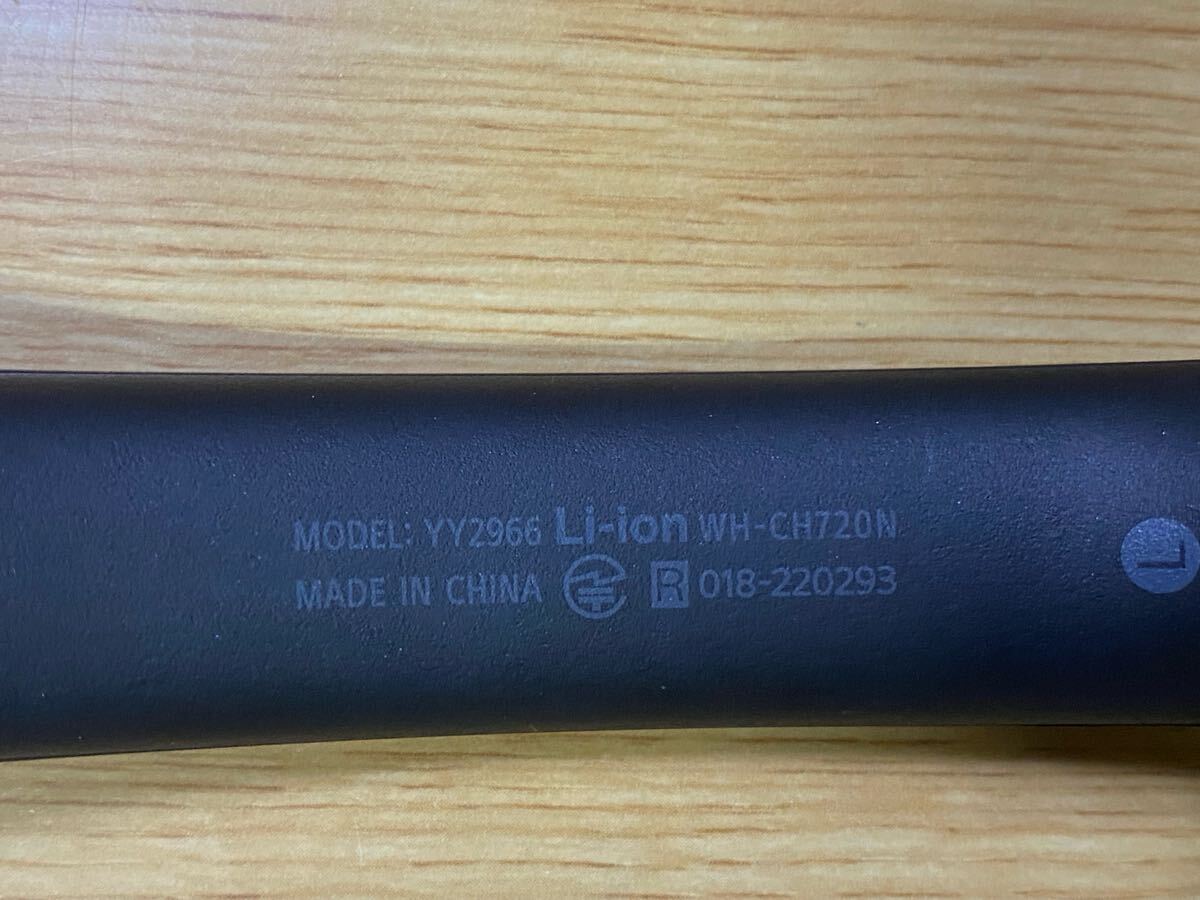 MODEL: YY2966 Li-ion WH-CH720N
MADE IN CHINA R 018-220293
L